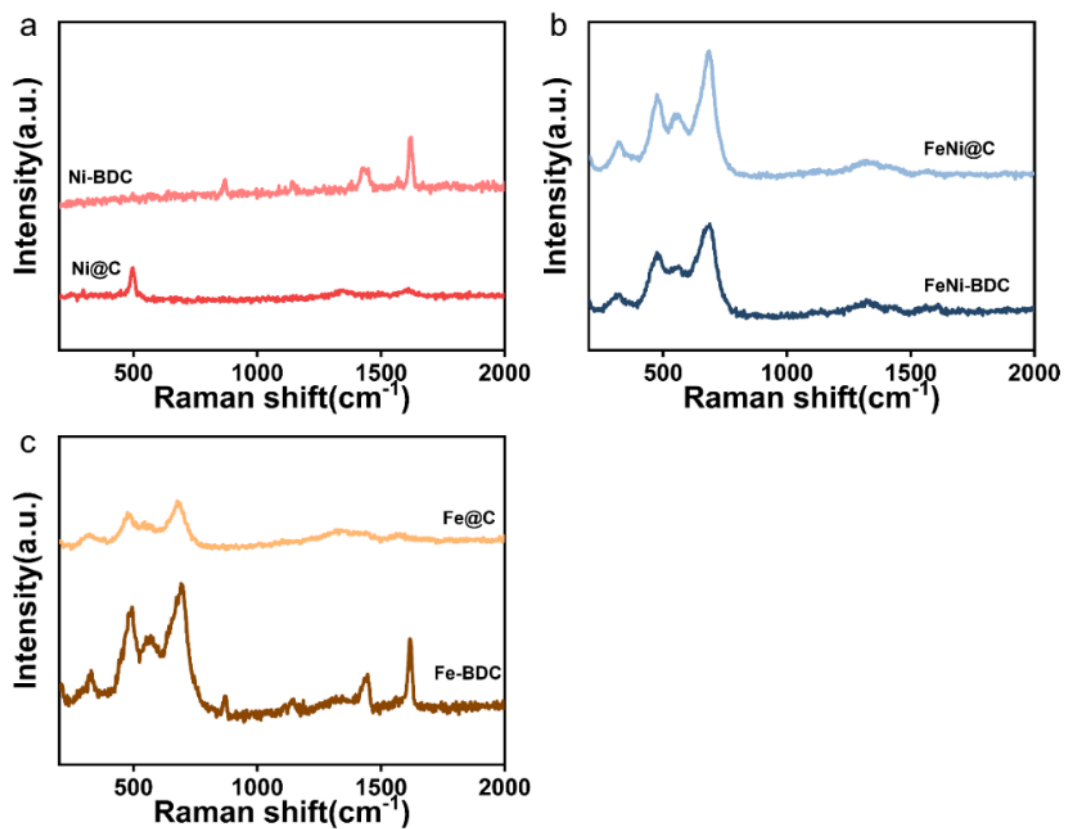 a
Intensity(a.u.)
Ni-BDC
Ni@C
500 1000 1500 2000
Raman shift(cm⁻¹)
b
Intensity(a.u.)
FeNi@C
FeNi-BDC
500 1000 1500 2000
Raman shift(cm⁻¹)
c
Intensity(a.u.)
Fe@C
Fe-BDC
500 1000 1500 2000
Raman shift(cm⁻¹)